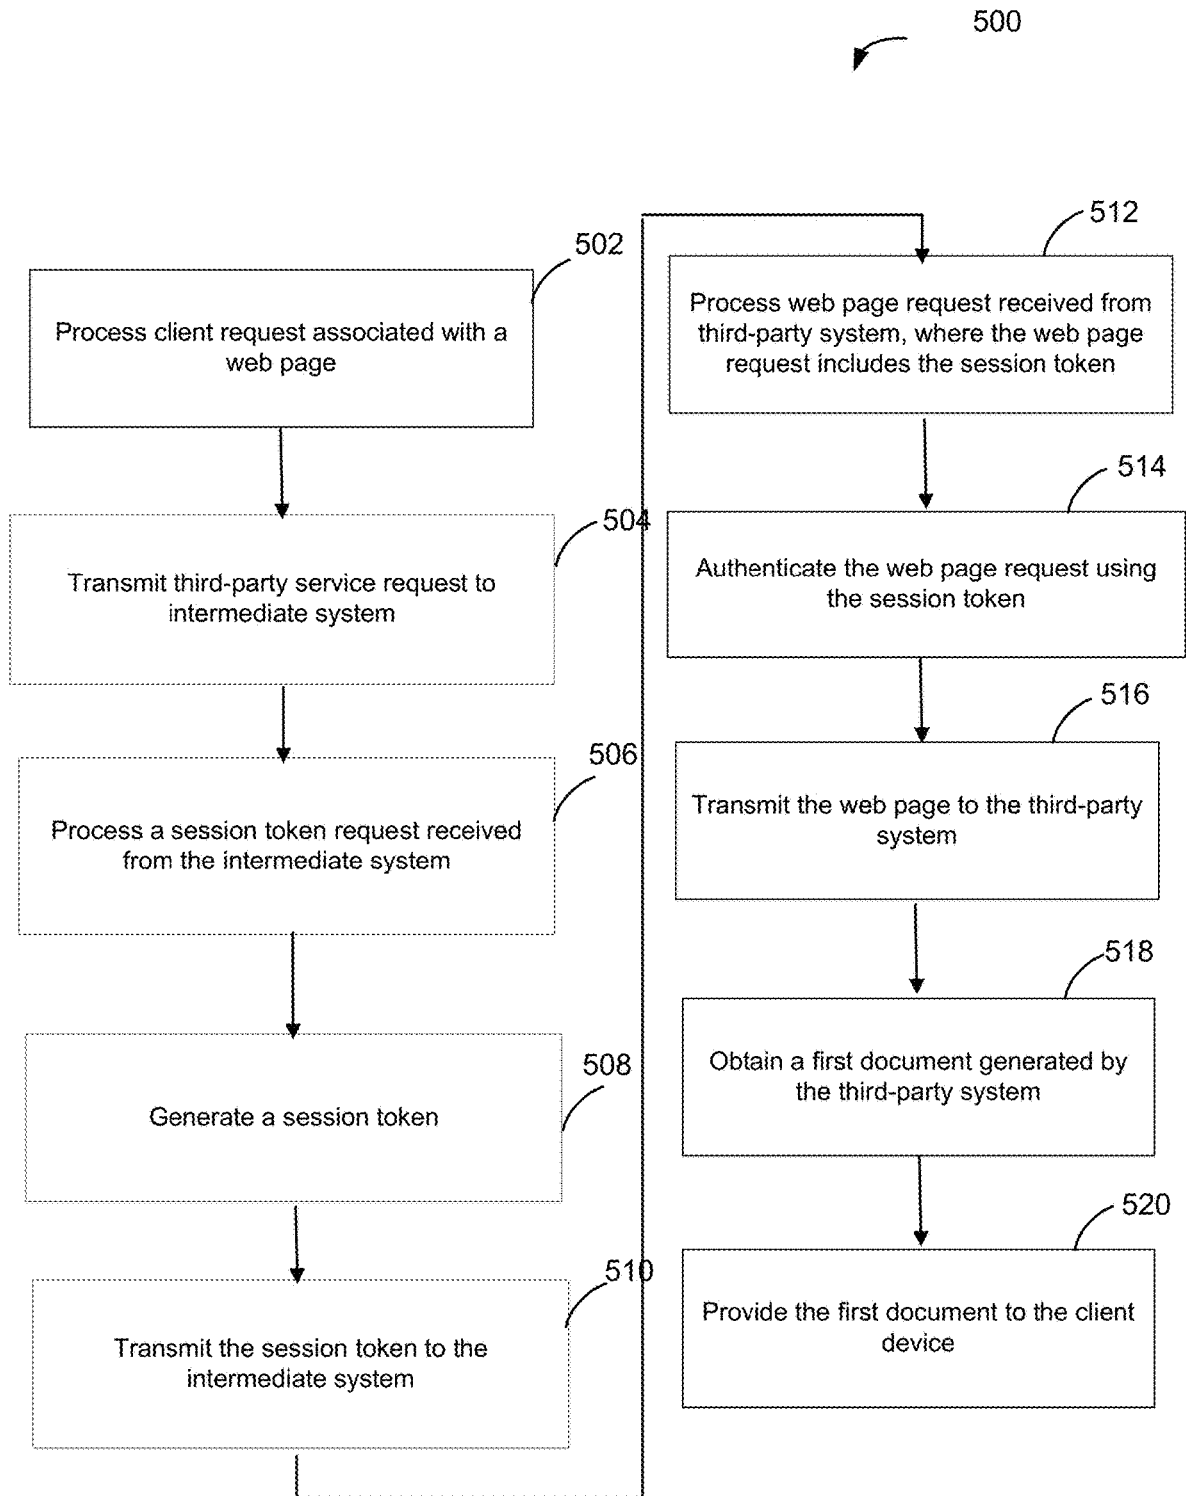 500
502
Process client request associated with a
web page
504
Transmit third-party service request to
intermediate system
506
Process a session token request received
from the intermediate system
508
Generate a session token
510
Transmit the session token to the
intermediate system
512
Process web page request received from
third-party system, where the web page
request includes the session token
514
Authenticate the web page request using
the session token
516
Transmit the web page to the third-party
system
518
Obtain a first document generated by
the third-party system
520
Provide the first document to the client
device